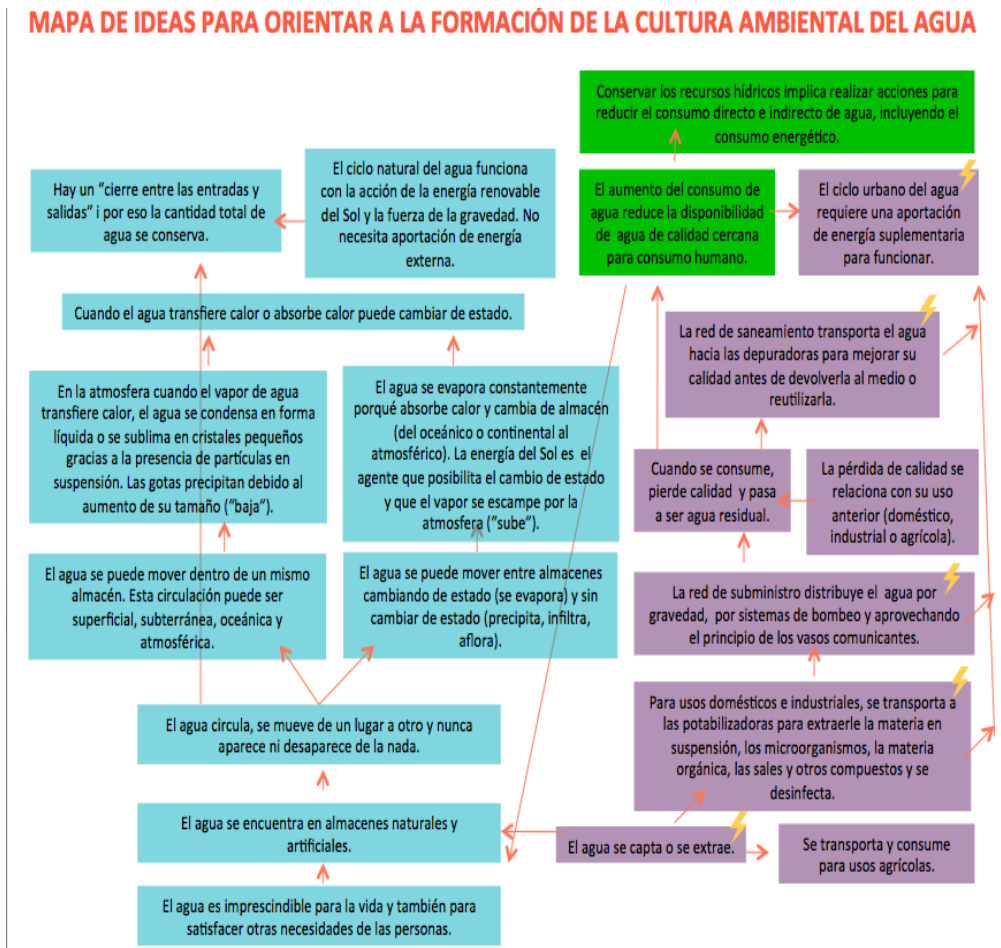 MAPA DE IDEAS PARA ORIENTAR A LA FORMACIÓN DE LA CULTURA AMBIENTAL DEL AGUA
Conservar los recursos hídricos implica realizar acciones para
reducir el consumo directo e indirecto de agua, incluyendo el
consumo energético.
Hay un "cierre entre las entradas y
salidas" i por eso la cantidad total de
agua se conserva.
El ciclo natural del agua funciona
con la acción de la energía renovable
del Sol y la fuerza de la gravedad. No
necesita aportación de energía
externa.
El aumento del consumo de
agua reduce la disponibilidad
de agua de calidad cercana
para consumo humano.
El ciclo urbano del agua
requiere una aportación
de energía suplementaria
para funcionar.
Cuando el agua transfiere calor o absorbe calor puede cambiar de estado.
La red de saneamiento transporta el agua
hacia las depuradoras para mejorar su
calidad antes de devolverla al medio o
reutilizarla.
En la atmosfera cuando el vapor de agua
transfiere calor, el agua se condensa en forma
líquida o se sublima en cristales pequeños
gracias a la presencia de partículas en
suspensión. Las gotas precipitan debido al
aumento de su tamaño ("baja").
El agua se evapora constantemente
porqué absorbe calor y cambia de almacén
(del oceánico o continental al
atmosférico). La energía del Sol es el
agente que posibilita el cambio de estado
y que el vapor se escampe por la
atmosfera ("sube").
Cuando se consume,
pierde calidad y pasa
a ser agua residual.
La pérdida de calidad se
relaciona con su uso
anterior (doméstico,
industrial o agrícola).
El agua se puede mover dentro de un mismo
almacén. Esta circulación puede ser
superficial, subterránea, oceánica y
atmosférica.
El agua se puede mover entre almacenes
cambiando de estado (se evapora) y sin
cambiar de estado (precipita, infiltra,
aflora).
La red de subministro distribuye el agua por
gravedad, por sistemas de bombeo y aprovechando
el principio de los vasos comunicantes.
Para usos domésticos e industriales, se transporta a
las potabilizadoras para extraerle la materia en
suspensión, los microorganismos, la materia
orgánica, las sales y otros compuestos y se
desinfecta.
El agua circula, se mueve de un lugar a otro y nunca
aparece ni desaparece de la nada.
El agua se encuentra en almacenes naturales y
artificiales.
El agua se capta o se extrae.
Se transporta y consume
para usos agrícolas.
El agua es imprescindible para la vida y también para
satisfacer otras necesidades de las personas.